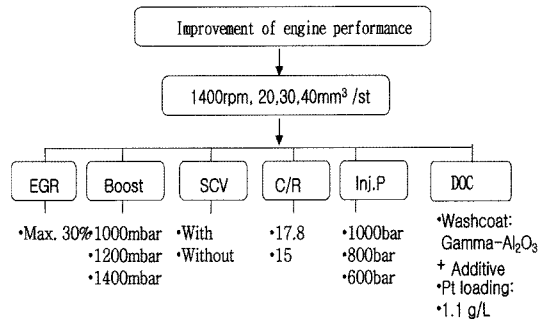 Improvement of engine performance
1400rpm, 20,30,40mm³ /st
EGR
Boost
SCV
C/R
Inj.P
DOC
•Max. 30%
•1000mbar
•1200mbar
•1400mbar
•With
•Without
•17.8
•15
•1000bar
•800bar
•600bar
•Washcoat:
Gamma-Al₂O₃
+ Additive
•Pt loading:
•1.1 g/L